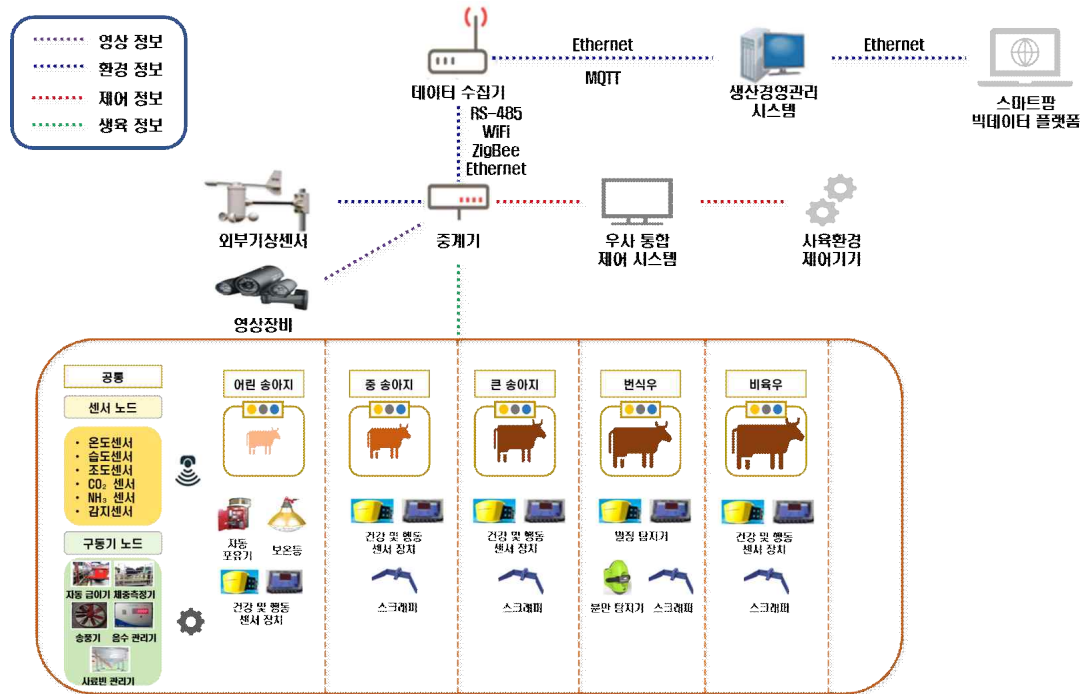 영상 정보
환경 정보
제어 정보
생육 정보
데이터 수집기
Ethernet
MQTT
생산경영관리
시스템
Ethernet
스마트팜
빅데이터 플랫폼
RS-485
WiFi
ZigBee
Ethernet
외부기상센서
중계기
우사 통합
제어 시스템
사육환경
제어기기
영상장비
공통
센서 노드
• 온도센서
• 습도센서
• 조도센서
• CO₂ 센서
• NH₃ 센서
• 감지센서
구동기 노드
자동 급이기 체중측정기
송풍기 음수 관리기
사료빈 관리기
어린 송아지
자동
포유기
보온등
건강 및 행동
센서 장치
중 송아지
건강 및 행동
센서 장치
스크래퍼
큰 송아지
건강 및 행동
센서 장치
스크래퍼
번식우
발정 탐지기
분만 탐지기 스크래퍼
비육우
건강 및 행동
센서 장치
스크래퍼